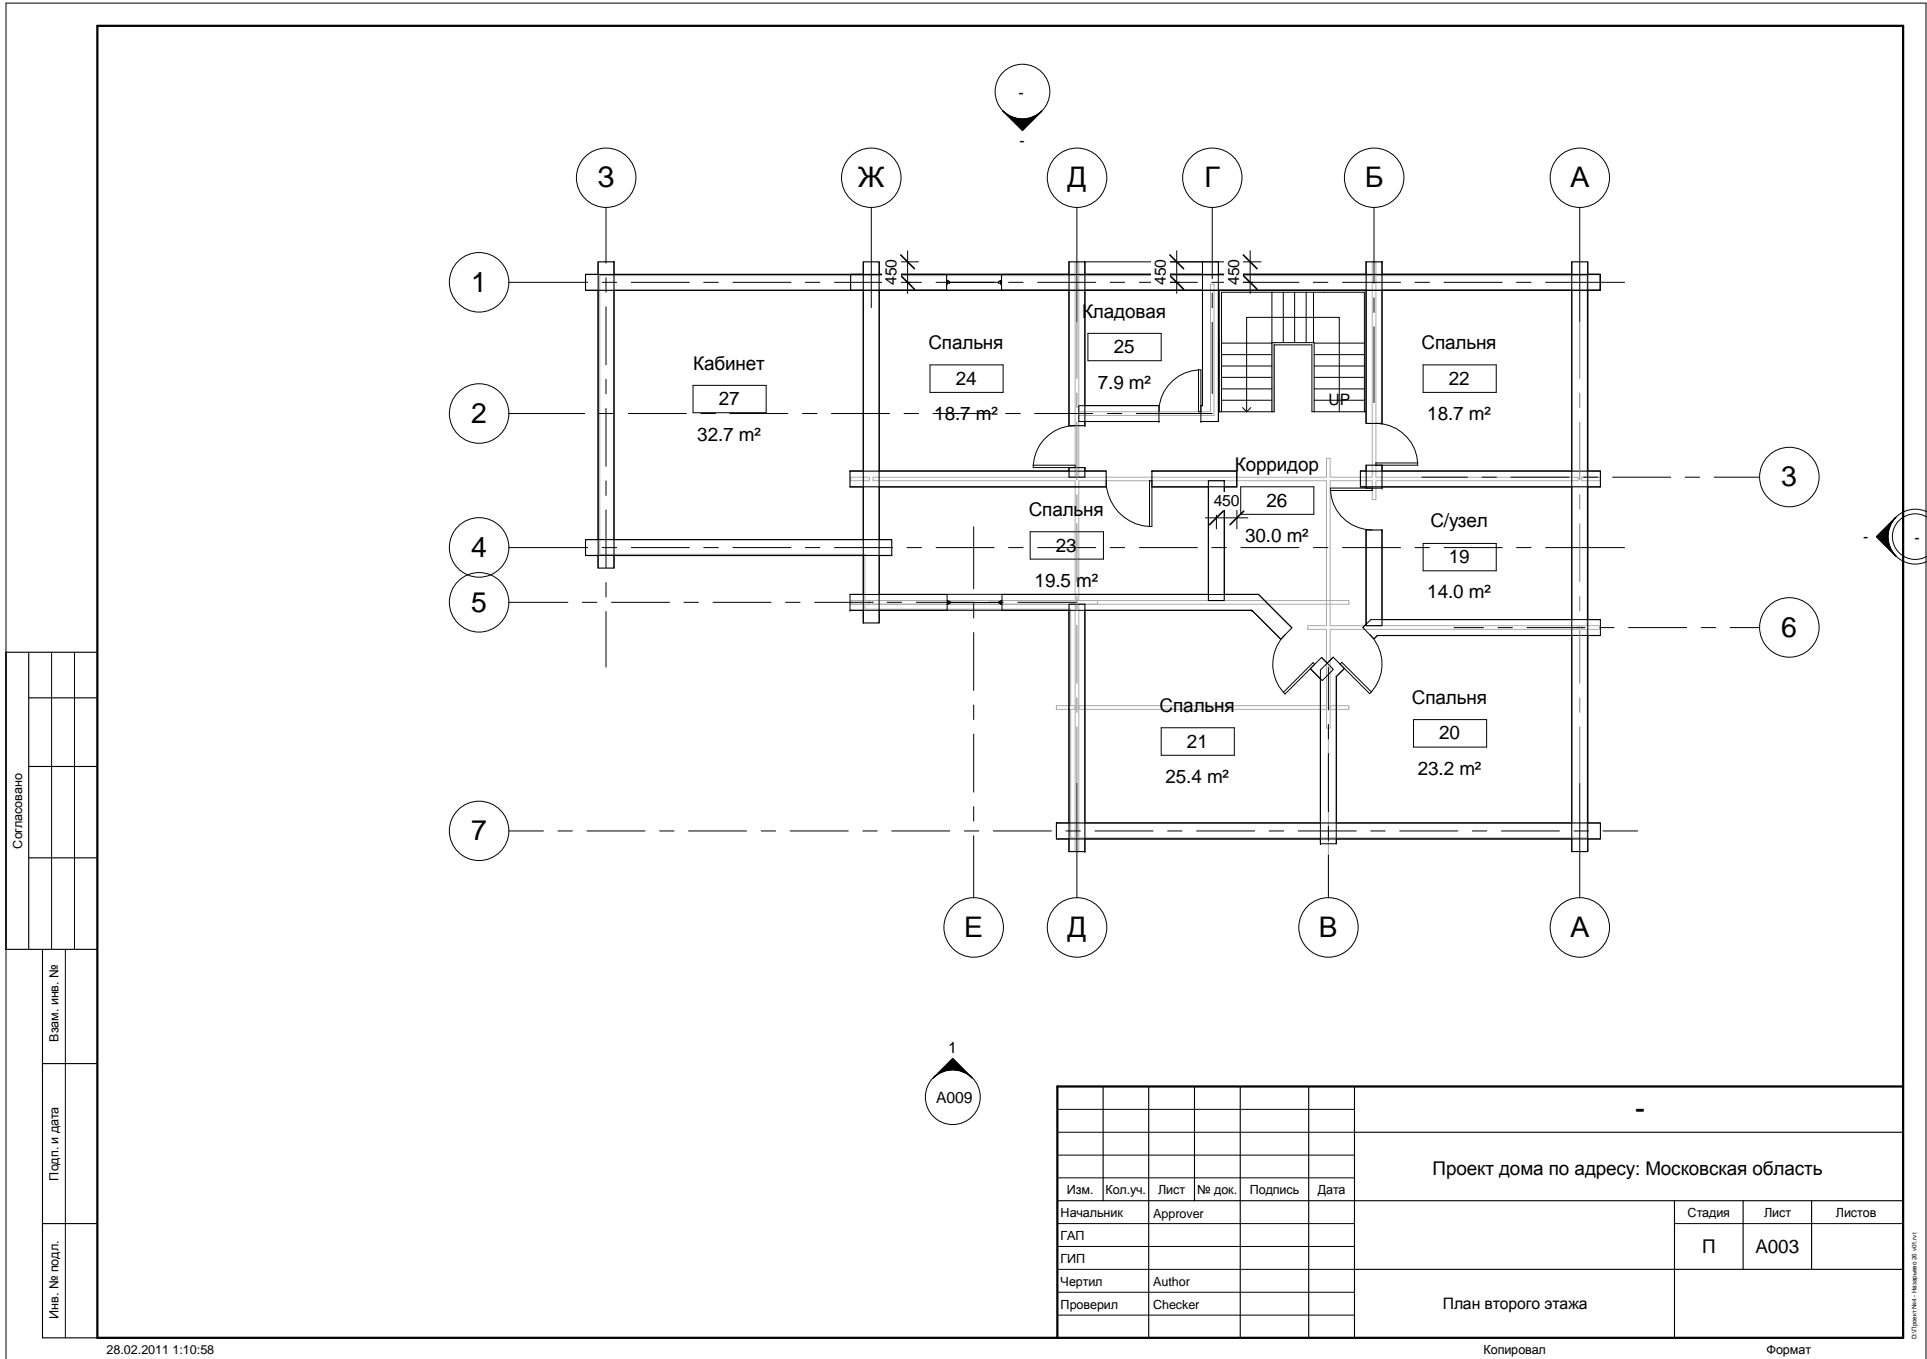 -
-
З
Ж
Д
Г
Б
А
1
450
450
450
Кладовая
25
7.9 m²
Спальня
24
18.7 m²
Спальня
22
18.7 m²
Кабинет
27
32.7 m²
UP
2
Корридор
26
30.0 m²
450
3
Спальня
23
19.5 m²
С/узел
19
14.0 m²
4
- -
5
6
Спальня
21
25.4 m²
Спальня
20
23.2 m²
7
Е
Д
В
А
1
А009
Согласовано
Взам. инв. №
Подп. и дата
Инв. № подл.
-
Проект дома по адресу: Московская область
Изм. Кол.уч. Лист № док. Подпись Дата
Начальник Approver
ГАП
ГИП
Чертил Author
Проверил Checker
Стадия Лист Листов
П А003
План второго этажа
28.02.2011 1:10:58
Копировал
Формат